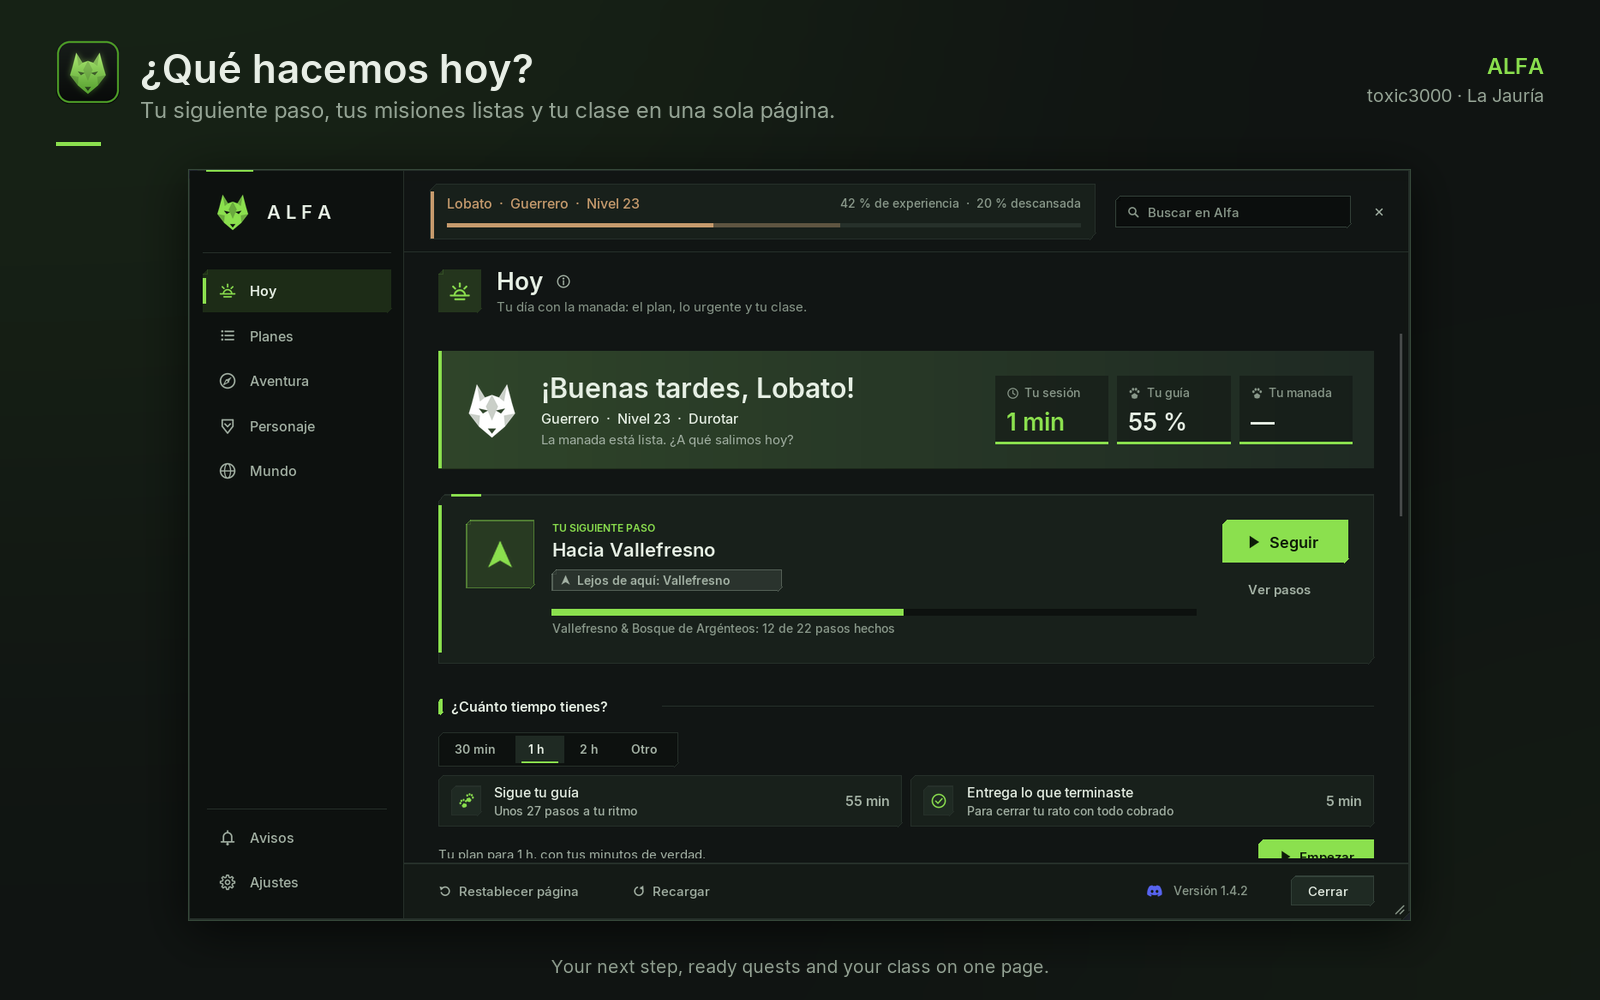 ¿Qué hacemos hoy?
Tu siguiente paso, tus misiones listas y tu clase en una sola página.
ALFA
toxic3000 · La Jauría
ALFA
Lobato · Guerrero · Nivel 23
42 % de experiencia · 20 % descansada
Buscar en Alfa
Hoy
Planes
Aventura
Personaje
Mundo
Avisos
Ajustes
Hoy
Tu día con la manada: el plan, lo urgente y tu clase.
¡Buenas tardes, Lobato!
Guerrero · Nivel 23 · Durotar
La manada está lista. ¿A qué salimos hoy?
Tu sesión
1 min
Tu guía
55 %
Tu manada
—
TU SIGUIENTE PASO
Hacia Vallefresno
Lejos de aquí: Vallefresno
Vallefresno & Bosque de Argénteos: 12 de 22 pasos hechos
Seguir
Ver pasos
¿Cuánto tiempo tienes?
30 min
1 h
2 h
Otro
Sigue tu guía
Unos 27 pasos a tu ritmo
55 min
Entrega lo que terminaste
Para cerrar tu rato con todo cobrado
5 min
Tu plan para 1 h, con tus minutos de verdad.
Empezar
Restablecer página
Recargar
Versión 1.4.2
Cerrar
Your next step, ready quests and your class on one page.